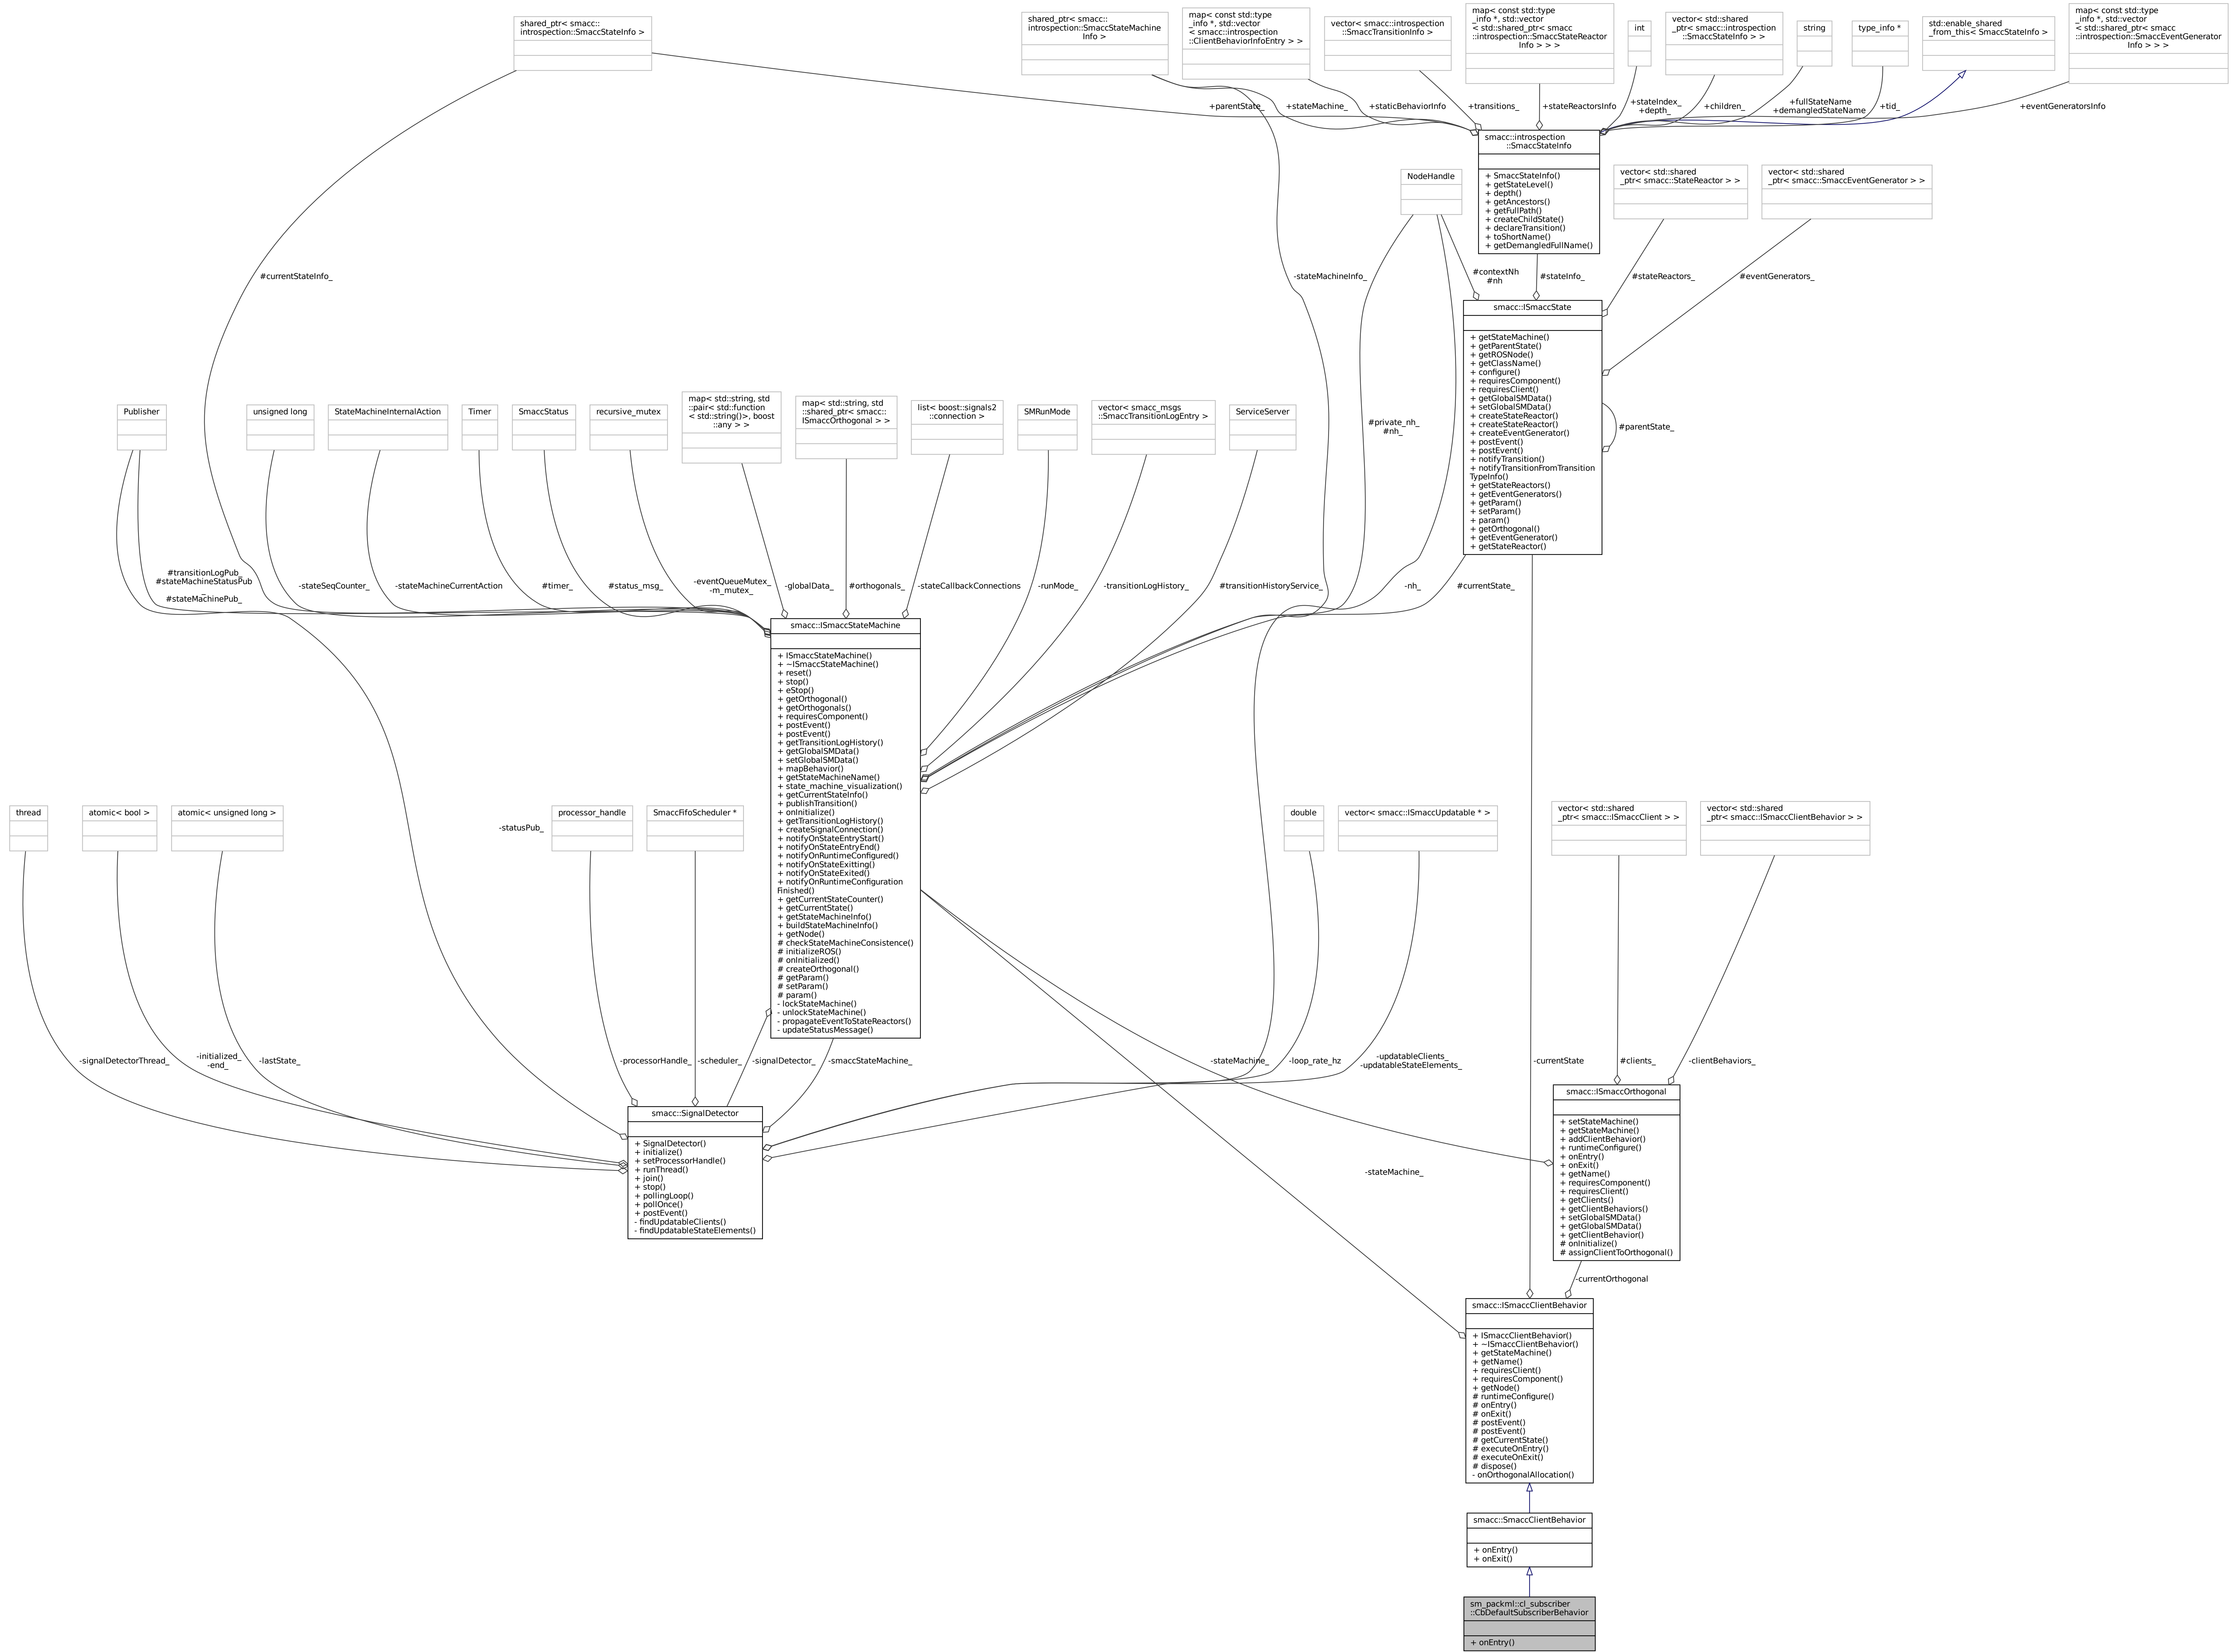 shared_ptr< smacc::
introspection::SmaccStateInfo >
shared_ptr< smacc::
introspection::SmaccStateMachine
Info >
map< const std::type
_info *, std::vector
< smacc::introspection
::ClientBehaviorInfoEntry > >
vector< smacc::introspection
::SmaccTransitionInfo >
map< const std::type
_info *, std::vector
< std::shared_ptr< smacc
::introspection::SmaccStateReactor
Info > > >
int
vector< std::shared
_ptr< smacc::introspection
::SmaccStateInfo > >
string
type_info *
std::enable_shared
_from_this< SmaccStateInfo >
map< const std::type
_info *, std::vector
< std::shared_ptr< smacc
::introspection::SmaccEventGenerator
Info > > >
+parentState_
+stateMachine_
+staticBehaviorInfo
+transitions_
+stateReactorsInfo
+stateIndex_
+depth_
+children_
+fullStateName
+demangledStateName
+tid_
+eventGeneratorsInfo
smacc::introspection
::SmaccStateInfo
+ SmaccStateInfo()
+ getStateLevel()
+ depth()
+ getAncestors()
+ getFullPath()
+ createChildState()
+ declareTransition()
+ toShortName()
+ getDemangledFullName()
NodeHandle
vector< std::shared
_ptr< smacc::StateReactor > >
vector< std::shared
_ptr< smacc::SmaccEventGenerator > >
#currentStateInfo_
-stateMachineInfo_
#contextNh
#nh
#stateInfo_
#stateReactors_
#eventGenerators_
smacc::ISmaccState
+ getStateMachine()
+ getParentState()
+ getROSNode()
+ getClassName()
+ configure()
+ requiresComponent()
+ requiresClient()
+ getGlobalSMData()
+ setGlobalSMData()
+ createStateReactor()
+ createStateReactor()
+ createEventGenerator()
+ postEvent()
+ postEvent()
+ notifyTransition()
+ notifyTransitionFromTransition
TypeInfo()
+ getStateReactors()
+ getEventGenerators()
+ getParam()
+ setParam()
+ param()
+ getOrthogonal()
+ getEventGenerator()
+ getStateReactor()
#parentState_
#private_nh_
#nh_
Publisher
unsigned long
StateMachineInternalAction
Timer
SmaccStatus
recursive_mutex
map< std::string, std
::pair< std::function
< std::string()>, boost
::any > >
map< std::string, std
::shared_ptr< smacc::
ISmaccOrthogonal > >
list< boost::signals2
::connection >
SMRunMode
vector< smacc_msgs
::SmaccTransitionLogEntry >
ServiceServer
#transitionLogPub_
#stateMachineStatusPub
_
#stateMachinePub_
-stateSeqCounter_
-stateMachineCurrentAction
#timer_
#status_msg_
-eventQueueMutex_
-m_mutex_
-globalData_
#orthogonals_
-stateCallbackConnections
-runMode_
-transitionLogHistory_
#transitionHistoryService_
-nh_
#currentState_
smacc::ISmaccStateMachine
+ ISmaccStateMachine()
+ ~ISmaccStateMachine()
+ reset()
+ stop()
+ eStop()
+ getOrthogonal()
+ getOrthogonals()
+ requiresComponent()
+ postEvent()
+ postEvent()
+ getTransitionLogHistory()
+ getGlobalSMData()
+ setGlobalSMData()
+ mapBehavior()
+ getStateMachineName()
+ state_machine_visualization()
+ getCurrentStateInfo()
+ publishTransition()
+ onInitialize()
+ getTransitionLogHistory()
+ createSignalConnection()
+ notifyOnStateEntryStart()
+ notifyOnStateEntryEnd()
+ notifyOnRuntimeConfigured()
+ notifyOnStateExitting()
+ notifyOnStateExited()
+ notifyOnRuntimeConfiguration
Finished()
+ getCurrentStateCounter()
+ getCurrentState()
+ getStateMachineInfo()
+ buildStateMachineInfo()
+ getNode()
# checkStateMachineConsistence()
# initializeROS()
# onInitialized()
# createOrthogonal()
# getParam()
# setParam()
# param()
- lockStateMachine()
- unlockStateMachine()
- propagateEventToStateReactors()
- updateStatusMessage()
thread
atomic< bool >
atomic< unsigned long >
-statusPub_
processor_handle
SmaccFifoScheduler *
double
vector< smacc::ISmaccUpdatable * >
vector< std::shared
_ptr< smacc::ISmaccClient > >
vector< std::shared
_ptr< smacc::ISmaccClientBehavior > >
-signalDetectorThread_
-initialized_
-end_
-lastState_
-processorHandle_
-scheduler_
-signalDetector_
-smaccStateMachine_
-stateMachine_
-loop_rate_hz
-updatableClients_
-updatableStateElements_
-currentState
#clients_
-clientBehaviors_
smacc::SignalDetector
+ SignalDetector()
+ initialize()
+ setProcessorHandle()
+ runThread()
+ join()
+ stop()
+ pollingLoop()
+ pollOnce()
+ postEvent()
- findUpdatableClients()
- findUpdatableStateElements()
-stateMachine_
smacc::ISmaccOrthogonal
+ setStateMachine()
+ getStateMachine()
+ addClientBehavior()
+ runtimeConfigure()
+ onEntry()
+ onExit()
+ getName()
+ requiresComponent()
+ requiresClient()
+ getClients()
+ getClientBehaviors()
+ setGlobalSMData()
+ getGlobalSMData()
+ getClientBehavior()
# onInitialize()
# assignClientToOrthogonal()
-currentOrthogonal
smacc::ISmaccClientBehavior
+ ISmaccClientBehavior()
+ ~ISmaccClientBehavior()
+ getStateMachine()
+ getName()
+ requiresClient()
+ requiresComponent()
+ getNode()
# runtimeConfigure()
# onEntry()
# onExit()
# postEvent()
# postEvent()
# getCurrentState()
# executeOnEntry()
# executeOnExit()
# dispose()
- onOrthogonalAllocation()
smacc::SmaccClientBehavior
+ onEntry()
+ onExit()
sm_packml::cl_subscriber
::CbDefaultSubscriberBehavior
+ onEntry()